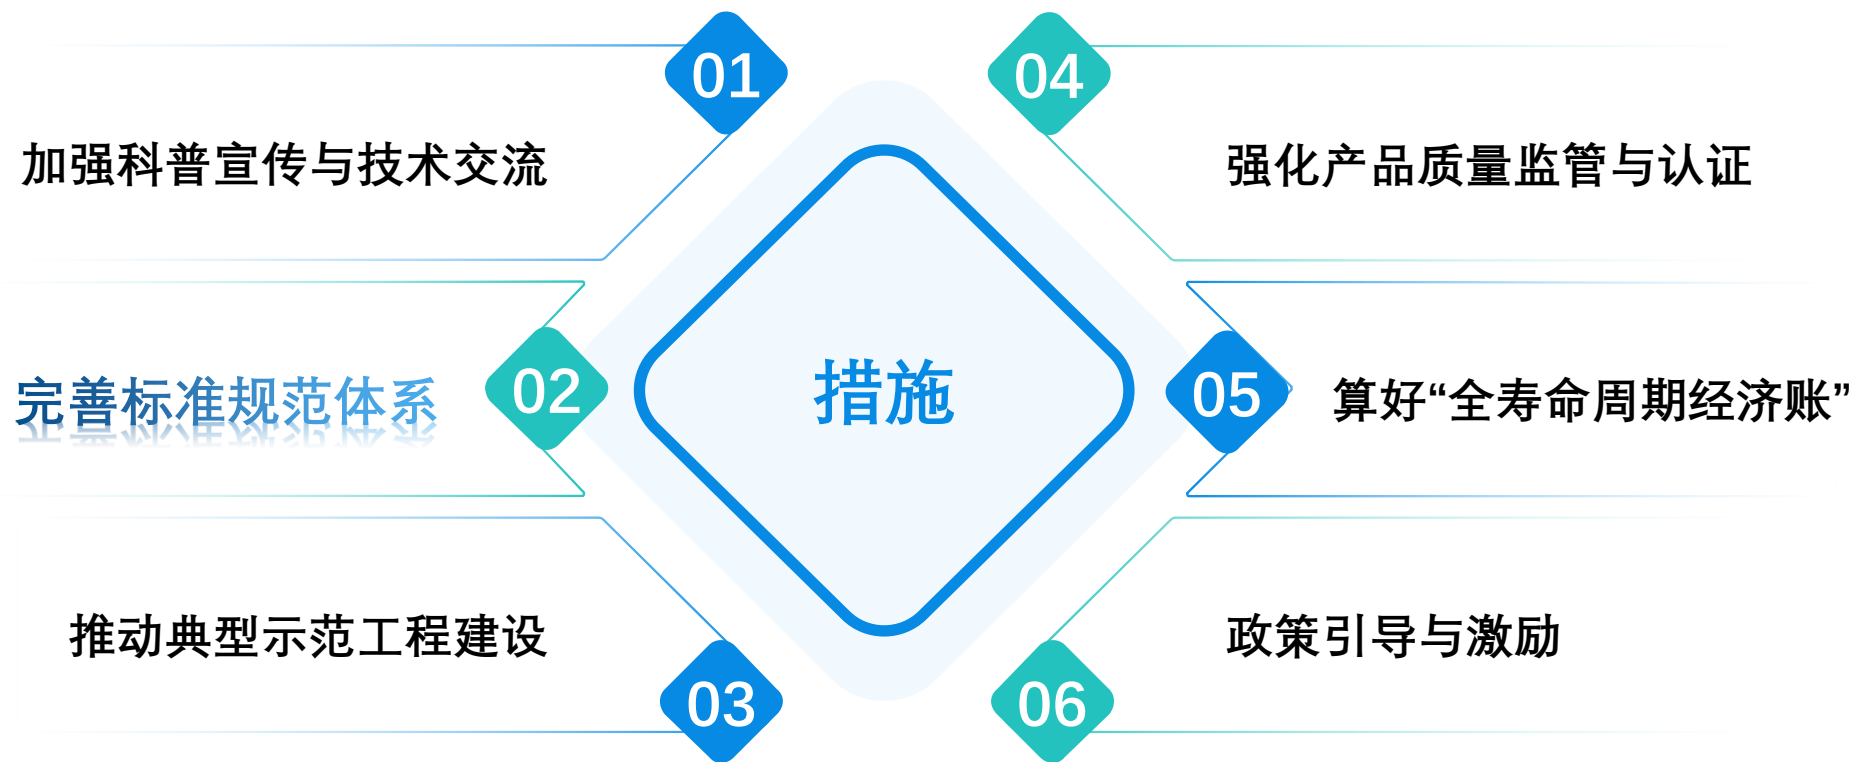 01
加强科普宣传与技术交流
02
完善标准规范体系
03
推动典型示范工程建设
措施
04
强化产品质量监管与认证
05
算好“全寿命周期经济账”
06
政策引导与激励